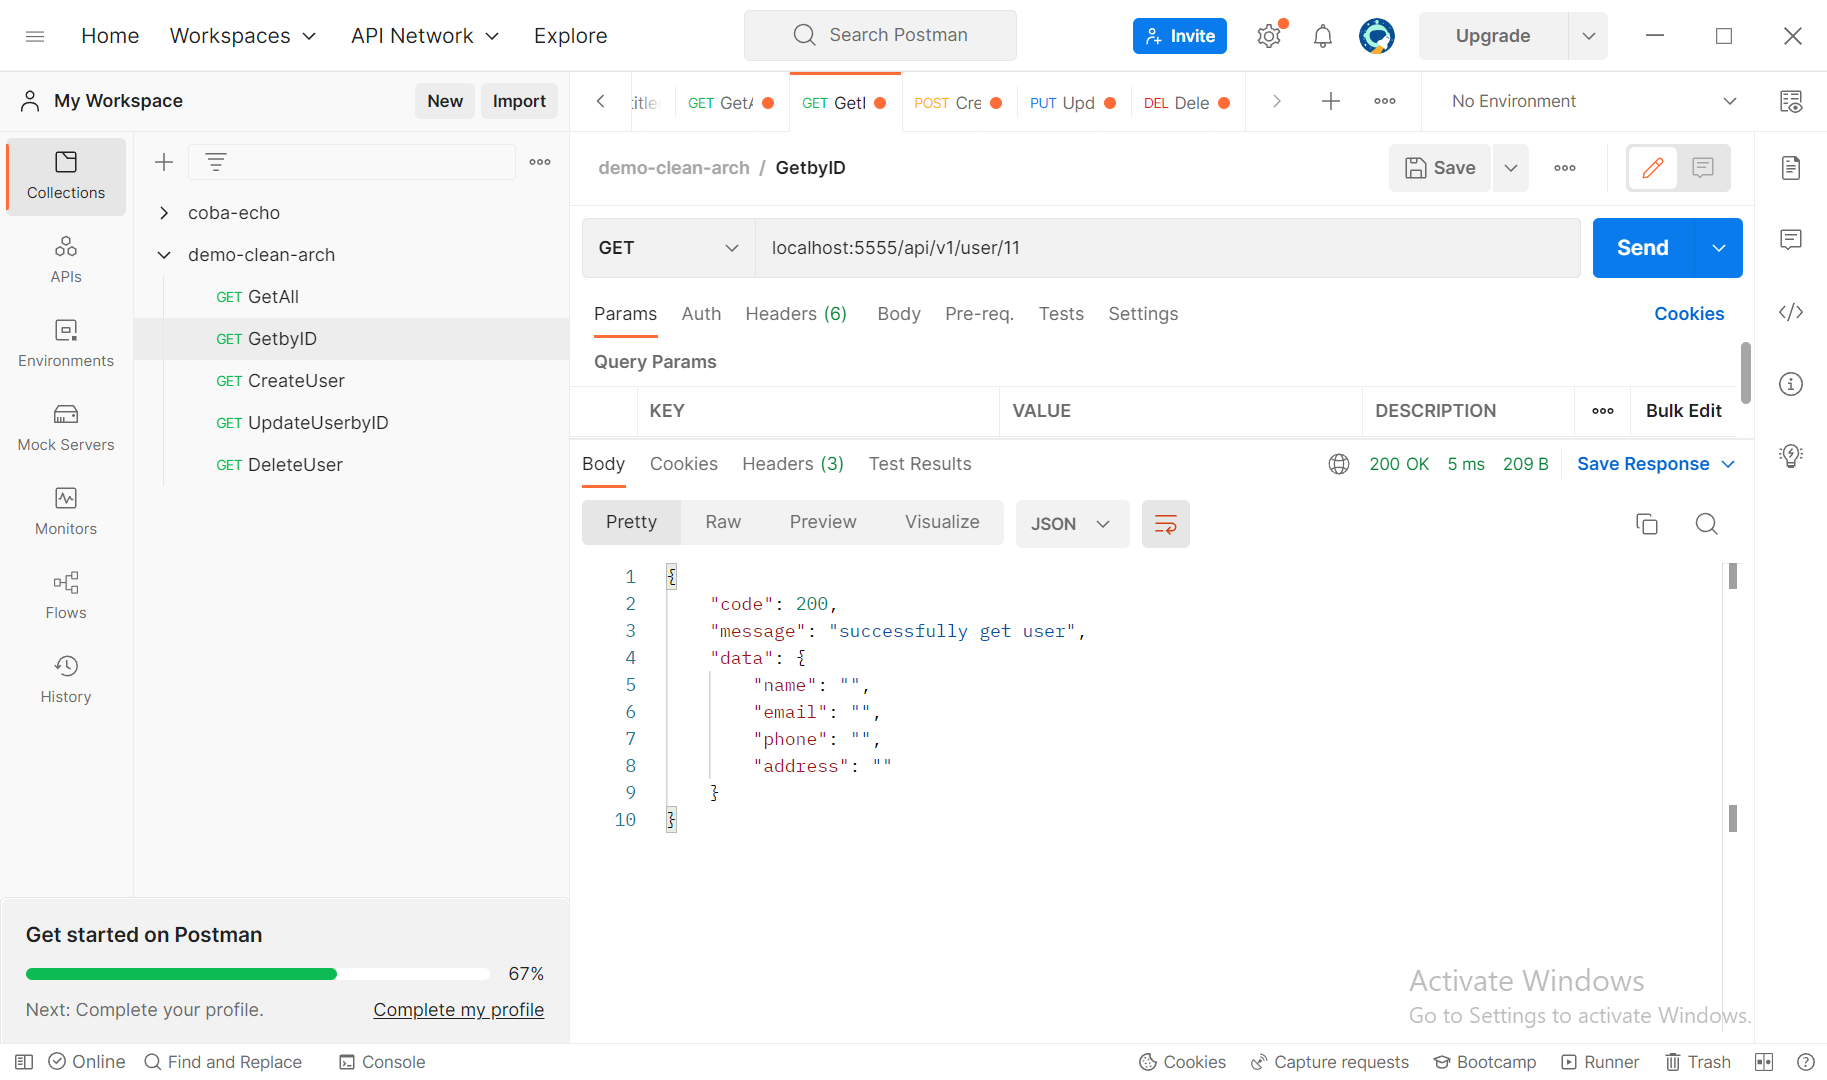 Home Workspaces API Network Explore Search Postman Invite Upgrade
My Workspace New Import
GET GetA GET GetI POST Cre PUT Upd DEL Dele No Environment
Collections
APIs
Environments
Mock Servers
Monitors
Flows
History
coba-echo
demo-clean-arch
GET GetAll
GET GetbyID
GET CreateUser
GET UpdateUserbyID
GET DeleteUser
demo-clean-arch / GetbyID Save
GET localhost:5555/api/v1/user/11 Send
Params Auth Headers (6) Body Pre-req. Tests Settings Cookies
Query Params
KEY VALUE DESCRIPTION Bulk Edit
Body Cookies Headers (3) Test Results 200 OK 5 ms 209 B Save Response
Pretty Raw Preview Visualize JSON
1 {
2 "code": 200,
3 "message": "successfully get user",
4 "data": {
5 "name": "",
6 "email": "",
7 "phone": "",
8 "address": ""
9 }
10 }
Get started on Postman
67%
Next: Complete your profile. Complete my profile
Activate Windows
Go to Settings to activate Windows.
Online Find and Replace Console Cookies Capture requests Bootcamp Runner Trash